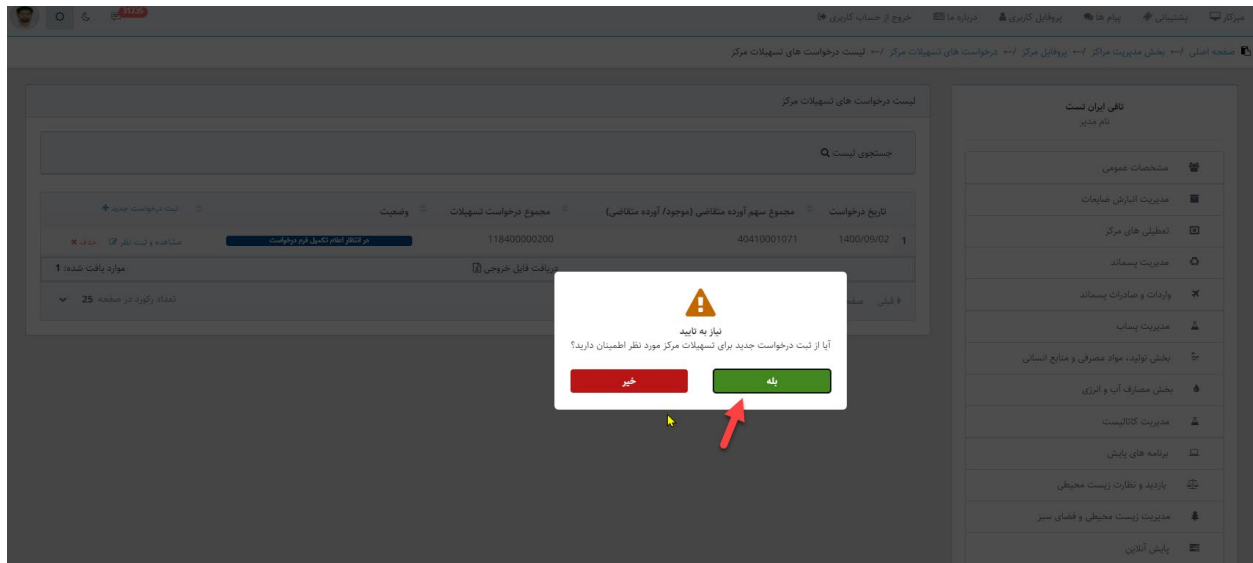 میزکار پشتیبانی پیام ها پروفایل کاربری درباره ما خروج از حساب کاربری
صفحه اصلی /← بخش مدیریت مراکز /← پروفایل مرکز /← درخواست های تسهیلات مرکز /← لیست درخواست های تسهیلات مرکز
تافی ایران تست
نام مدیر
مشخصات عمومی
مدیریت انبارش ضایعات
تعطیلی های مرکز
مدیریت پسماند
واردات و صادرات پسماند
مدیریت پساب
بخش تولید، مواد مصرفی و منابع انسانی
بخش مصارف آب و انرژی
مدیریت کاتالیست
برنامه های پایش
بازدید و نظارت زیست محیطی
مدیریت زیست محیطی و فضای سبز
پایش آنلاین
لیست درخواست های تسهیلات مرکز
جستجوی لیست
تاریخ درخواست مجموع سهم آورده متقاضی (موجود/ آورده متقاضی) مجموع درخواست تسهیلات وضعیت ثبت درخواست جدید
1 1400/09/02 40410001071 118400000200 در انتظار اعلام تکمیل فرم درخواست مشاهده و ثبت نظر حذف
دریافت فایل خروجی موارد یافت شده: 1
قبلی تعداد رکورد در صفحه 25
نیاز به تایید
آیا از ثبت درخواست جدید برای تسهیلات مرکز مورد نظر اطمینان دارید؟
بله خیر